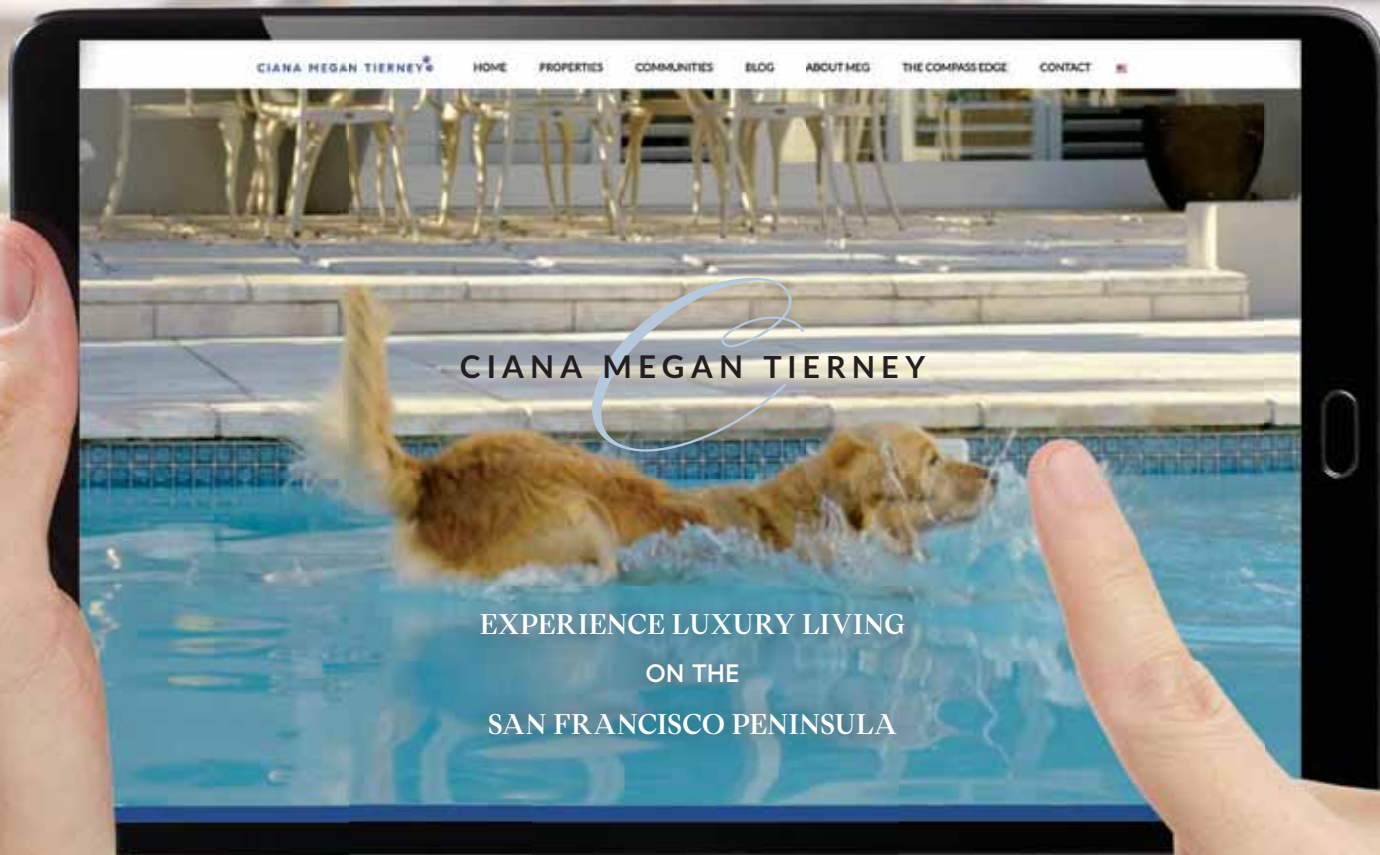 CIANA MEGAN TIERNEY HOME PROPERTIES COMMUNITIES BLOG ABOUT MEG THE COMPASS EDGE CONTACT
CIANA MEGAN TIERNEY
C
EXPERIENCE LUXURY LIVING
ON THE
SAN FRANCISCO PENINSULA